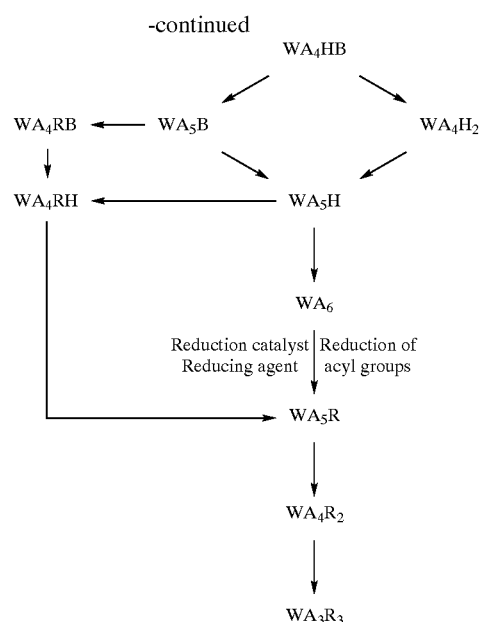 -continued
WA₄HB
WA₄RB WA₅B WA₄H₂
WA₄RH WA₅H
WA₆
Reduction catalyst Reduction of
Reducing agent acyl groups
WA₅R
WA₄R₂
WA₃R₃